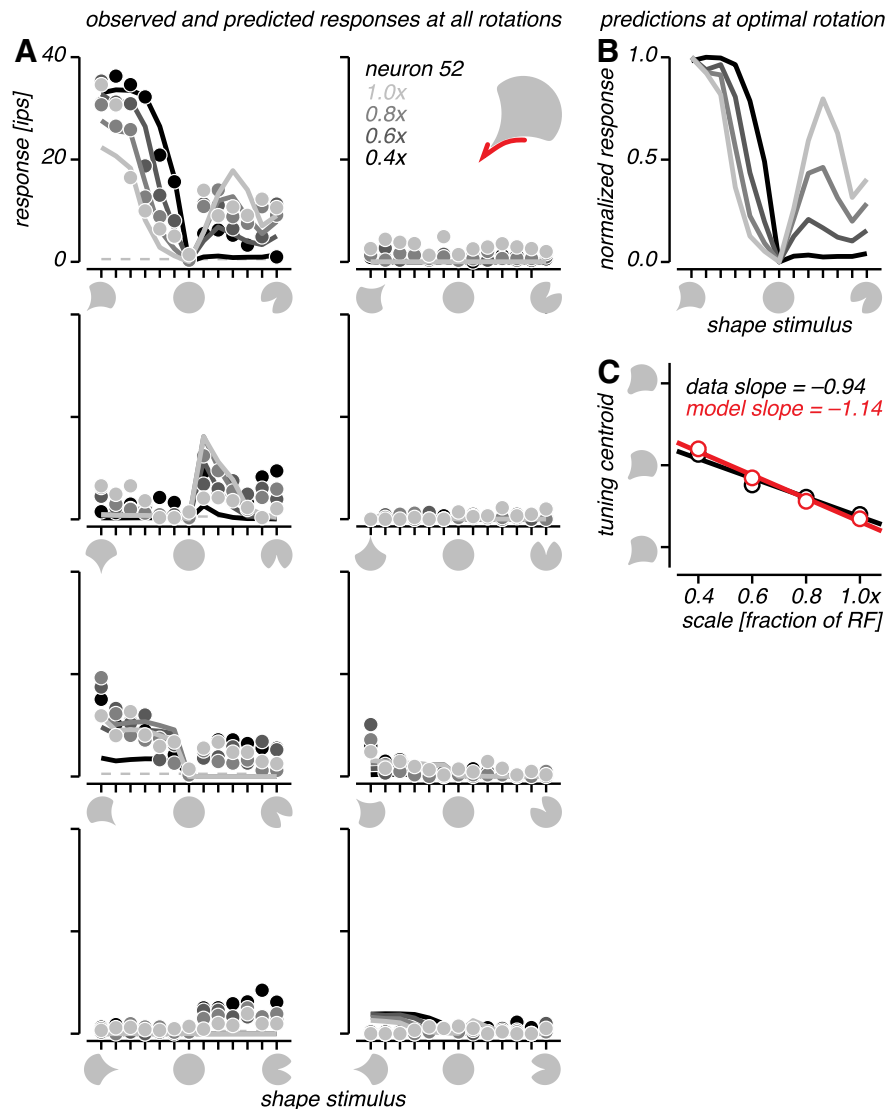 observed and predicted responses at all rotations
predictions at optimal rotation
A
40
20
0
response [ips]
neuron 52
1.0x
0.8x
0.6x
0.4x
B
1.0
0.5
0.0
normalized response
shape stimulus
C
data slope = –0.94
model slope = –1.14
tuning centroid
0.4 0.6 0.8 1.0x
scale [fraction of RF]
shape stimulus